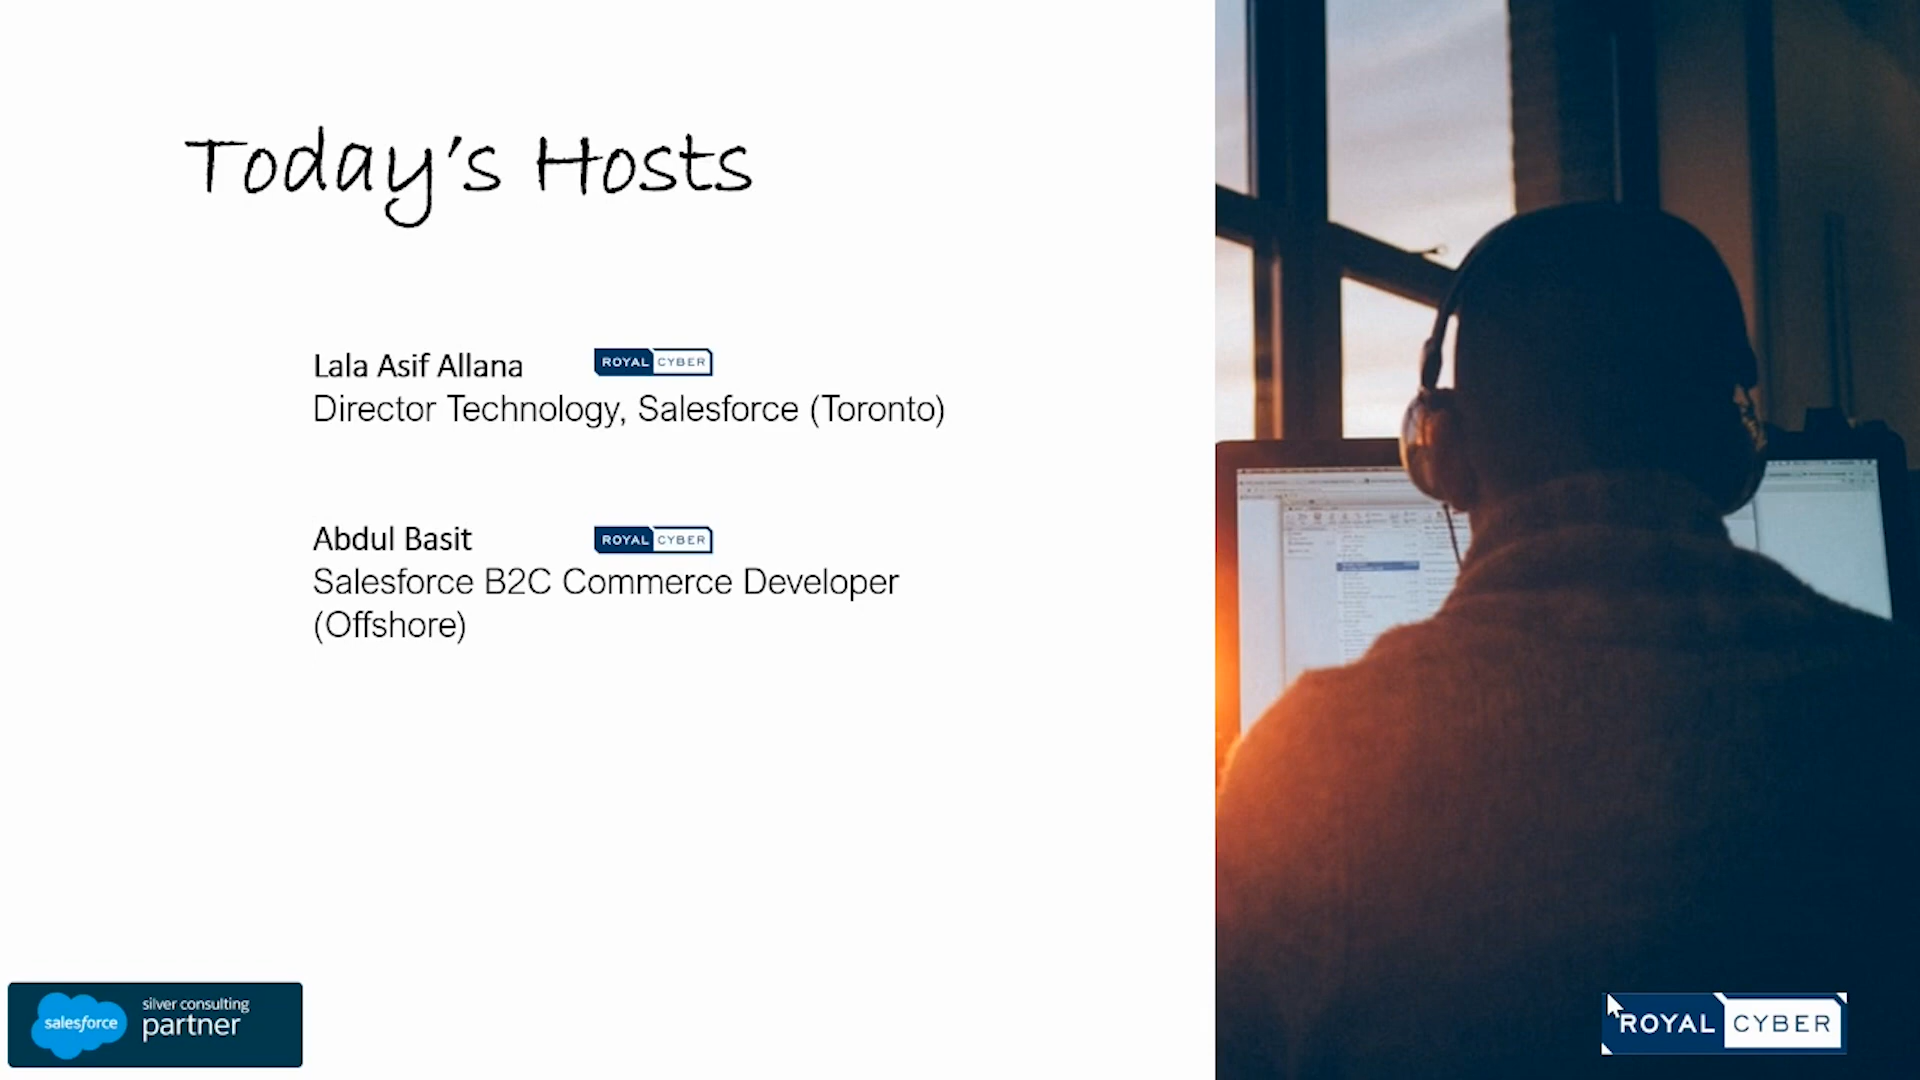 Today's Hosts
Lala Asif Allana
ROYAL CYBER
Director Technology, Salesforce (Toronto)
Abdul Basit
ROYAL CYBER
Salesforce B2C Commerce Developer
(Offshore)
salesforce
silver consulting
partner
ROYAL CYBER